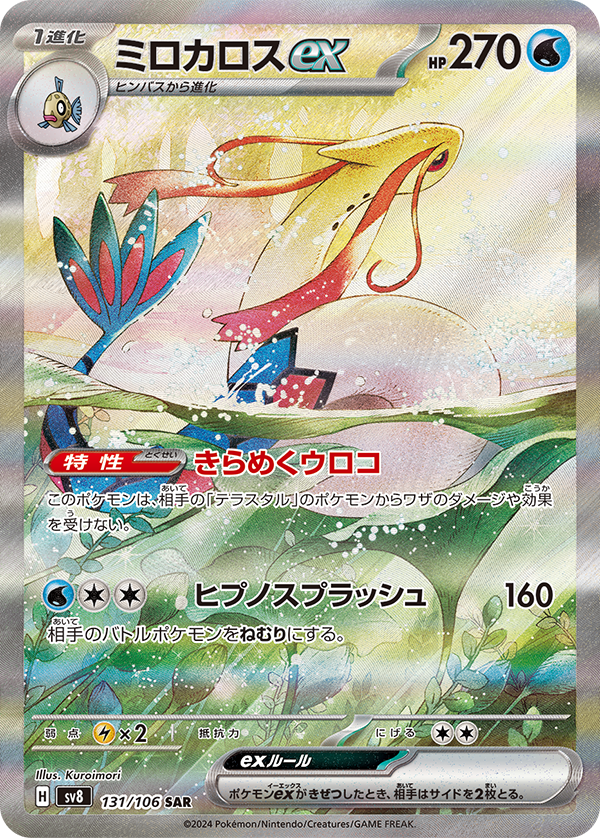 1進化 ミロカロスex HP270
ヒンバスから進化
特性 とくせい きらめくウロコ
このポケモンは、相手の「テラスタル」のポケモンからワザのダメージや効果
を受けない。
ヒプノスプラッシュ 160
相手のバトルポケモンをねむりにする。
弱点 ×2 抵抗力 にげる
exルール
ポケモンexがきぜつしたとき、相手はサイドを2枚とる。
Illus. Kuroimori
H sv8 131/106 SAR
©2024 Pokémon/Nintendo/Creatures/GAME FREAK.